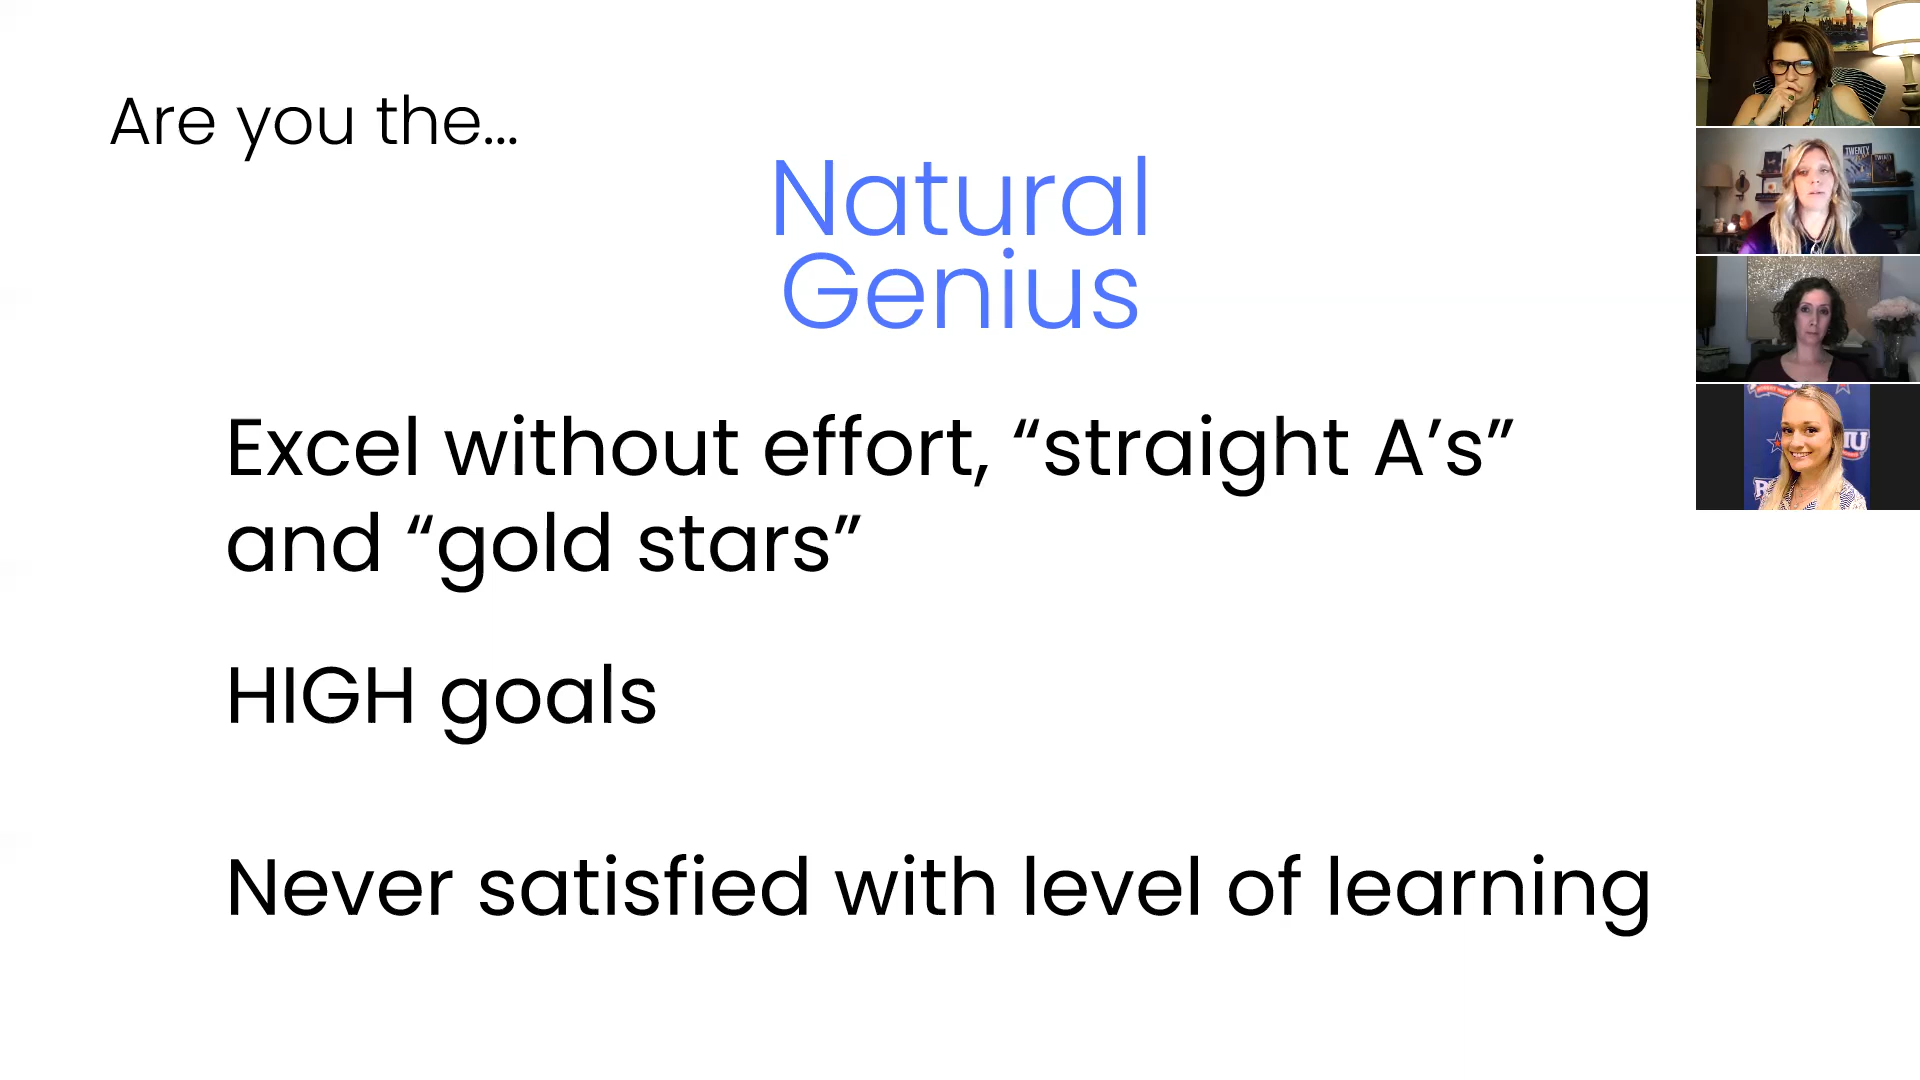 Are you the...
Natural
Genius
Excel without effort, “straight A’s”
and “gold stars”
HIGH goals
Never satisfied with level of learning
TWENTY